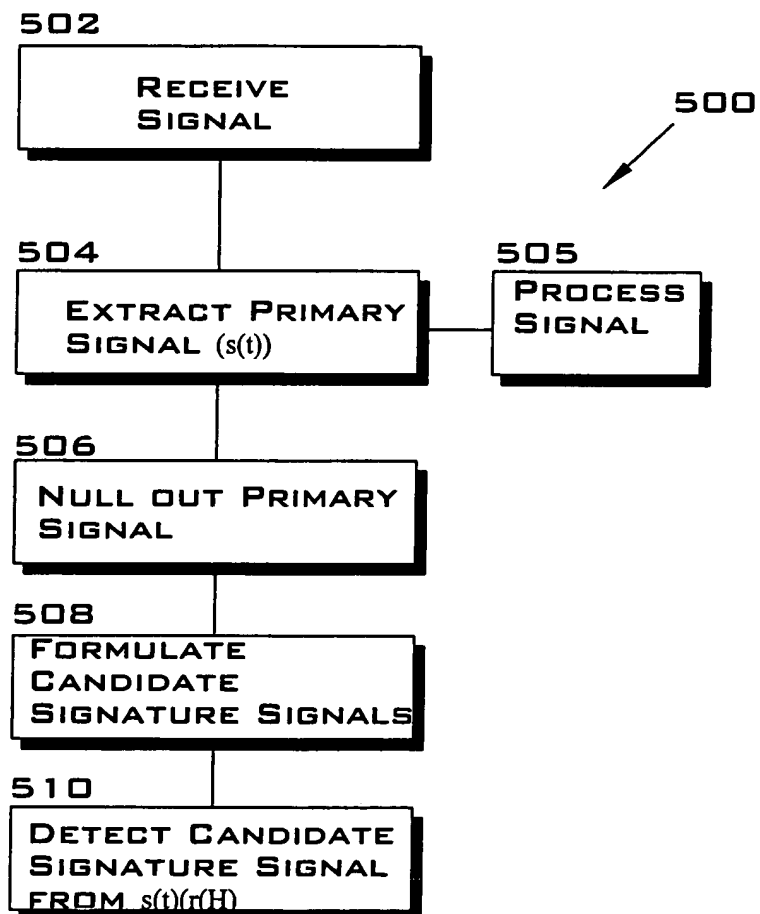 502
RECEIVE
SIGNAL
500
504
EXTRACT PRIMARY
SIGNAL (s(t))
505
PROCESS
SIGNAL
506
NULL OUT PRIMARY
SIGNAL
508
FORMULATE
CANDIDATE
SIGNATURE SIGNALS
510
DETECT CANDIDATE
SIGNATURE SIGNAL
FROM s(t)(r(H)